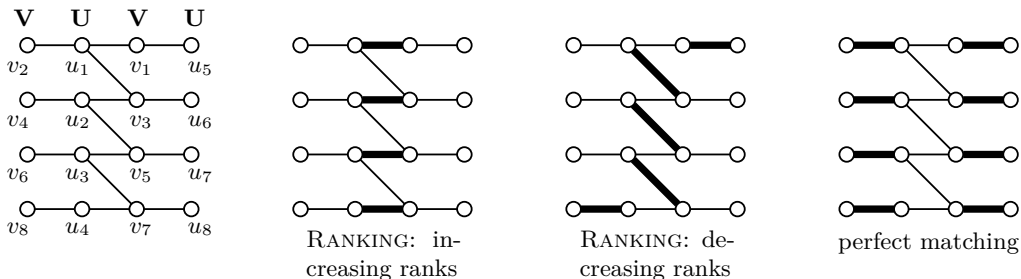 V U V U
v2 u1 v1 u5
v4 u2 v3 u6
v6 u3 v5 u7
v8 u4 v7 u8
RANKING: in-
creasing ranks
RANKING: de-
creasing ranks
perfect matching